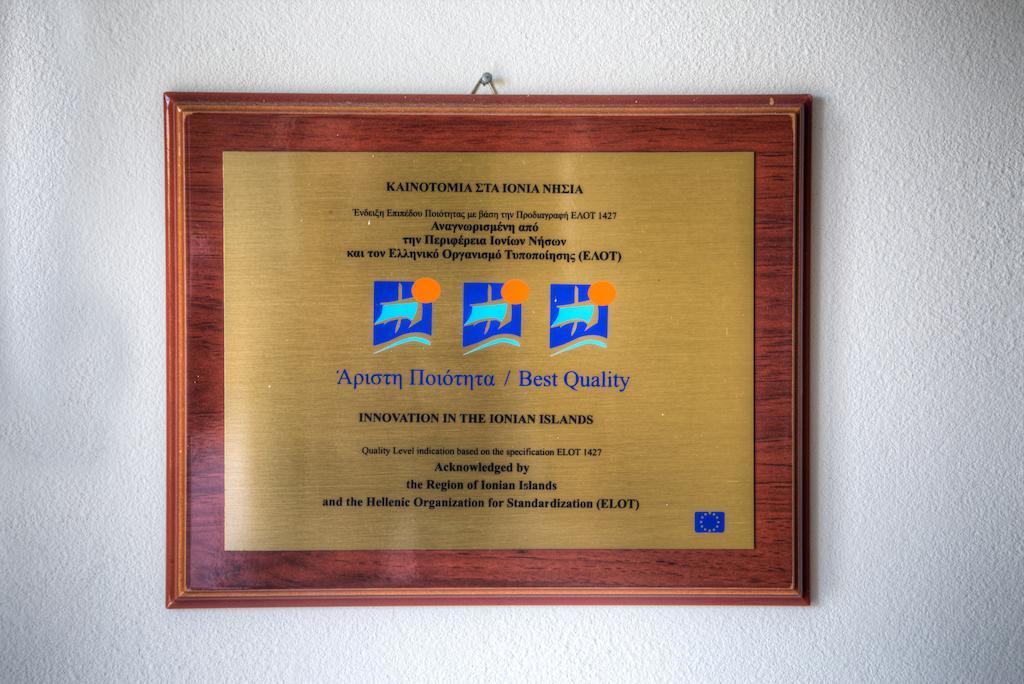 ΚΑΙΝΟΤΟΜΙΑ ΣΤΑ ΙΟΝΙΑ ΝΗΣΙΑ
Ένδειξη Επιπέδου Ποιότητας με βάση την Προδιαγραφή ΕΛΟΤ 1427
Αναγνωρισμένη από
την Περιφέρεια Ιονίων Νήσων
και τον Ελληνικό Οργανισμό Τυποποίησης (ΕΛΟΤ)
Άριστη Ποιότητα / Best Quality
INNOVATION IN THE IONIAN ISLANDS
Quality Level indication based on the specification ELOT 1427
Acknowledged by
the Region of Ionian Islands
and the Hellenic Organization for Standardization (ELOT)